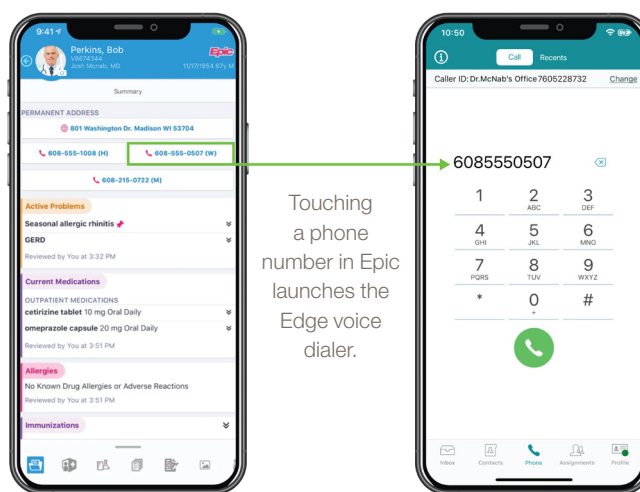 9:41
Perkins, Bob
V8674344
Josh Mcnab, MD
Epic
11/17/1954 67y M
Summary
PERMANENT ADDRESS
801 Washington Dr. Madison WI 53704
608-555-1008 (H)
608-555-0507 (W)
608-215-0722 (M)
Active Problems
Seasonal allergic rhinitis
GERD
Reviewed by You at 3:32 PM
Current Medications
OUTPATIENT MEDICATIONS
cetirizine tablet 10 mg Oral Daily
omeprazole capsule 20 mg Oral Daily
Reviewed by You at 3:51 PM
Allergies
No Known Drug Allergies or Adverse Reactions
Reviewed by You at 3:51 PM
Immunizations
Touching
a phone
number in Epic
launches the
Edge voice
dialer.
10:50
Call Recents
Caller ID: Dr.McNab's Office7605228732 Change
6085550507
1 2 3
ABC DEF
4 5 6
GHI JKL MNO
7 8 9
PQRS TUV WXYZ
* 0 #
+
Inbox Contacts Phone Assignments Profile